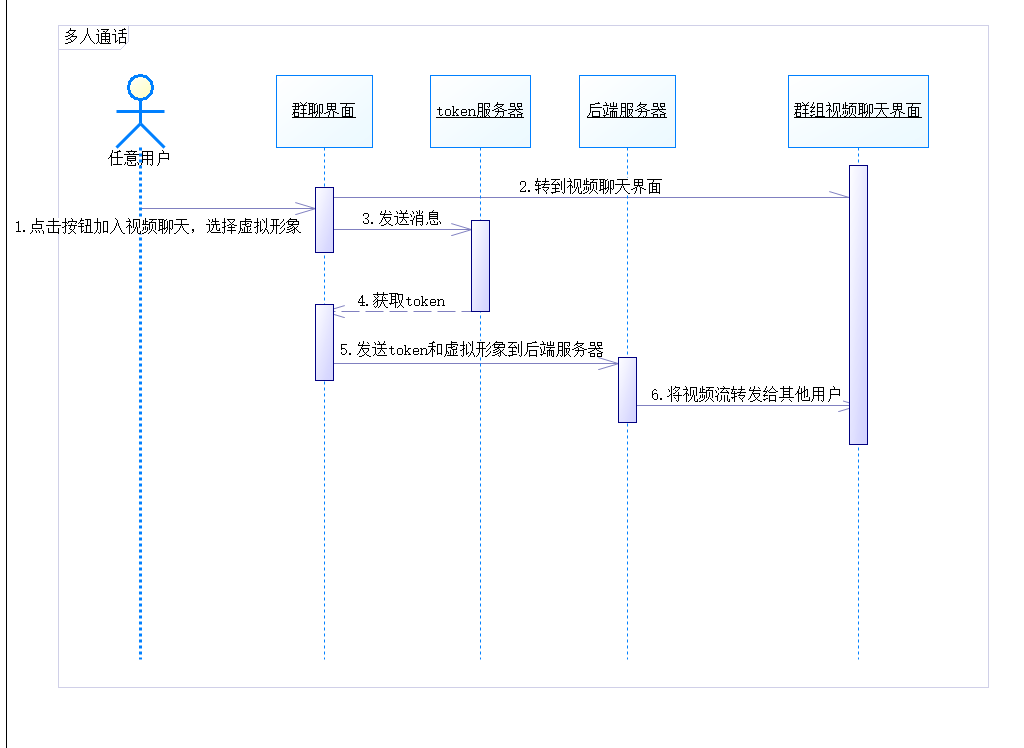 多人通话
群聊界面
token服务器
后端服务器
群组视频聊天界面
任意用户
2.转到视频聊天界面
1.点击按钮加入视频聊天，选择虚拟形象
3.发送消息
4.获取token
5.发送token和虚拟形象到后端服务器
6.将视频流转发给其他用户